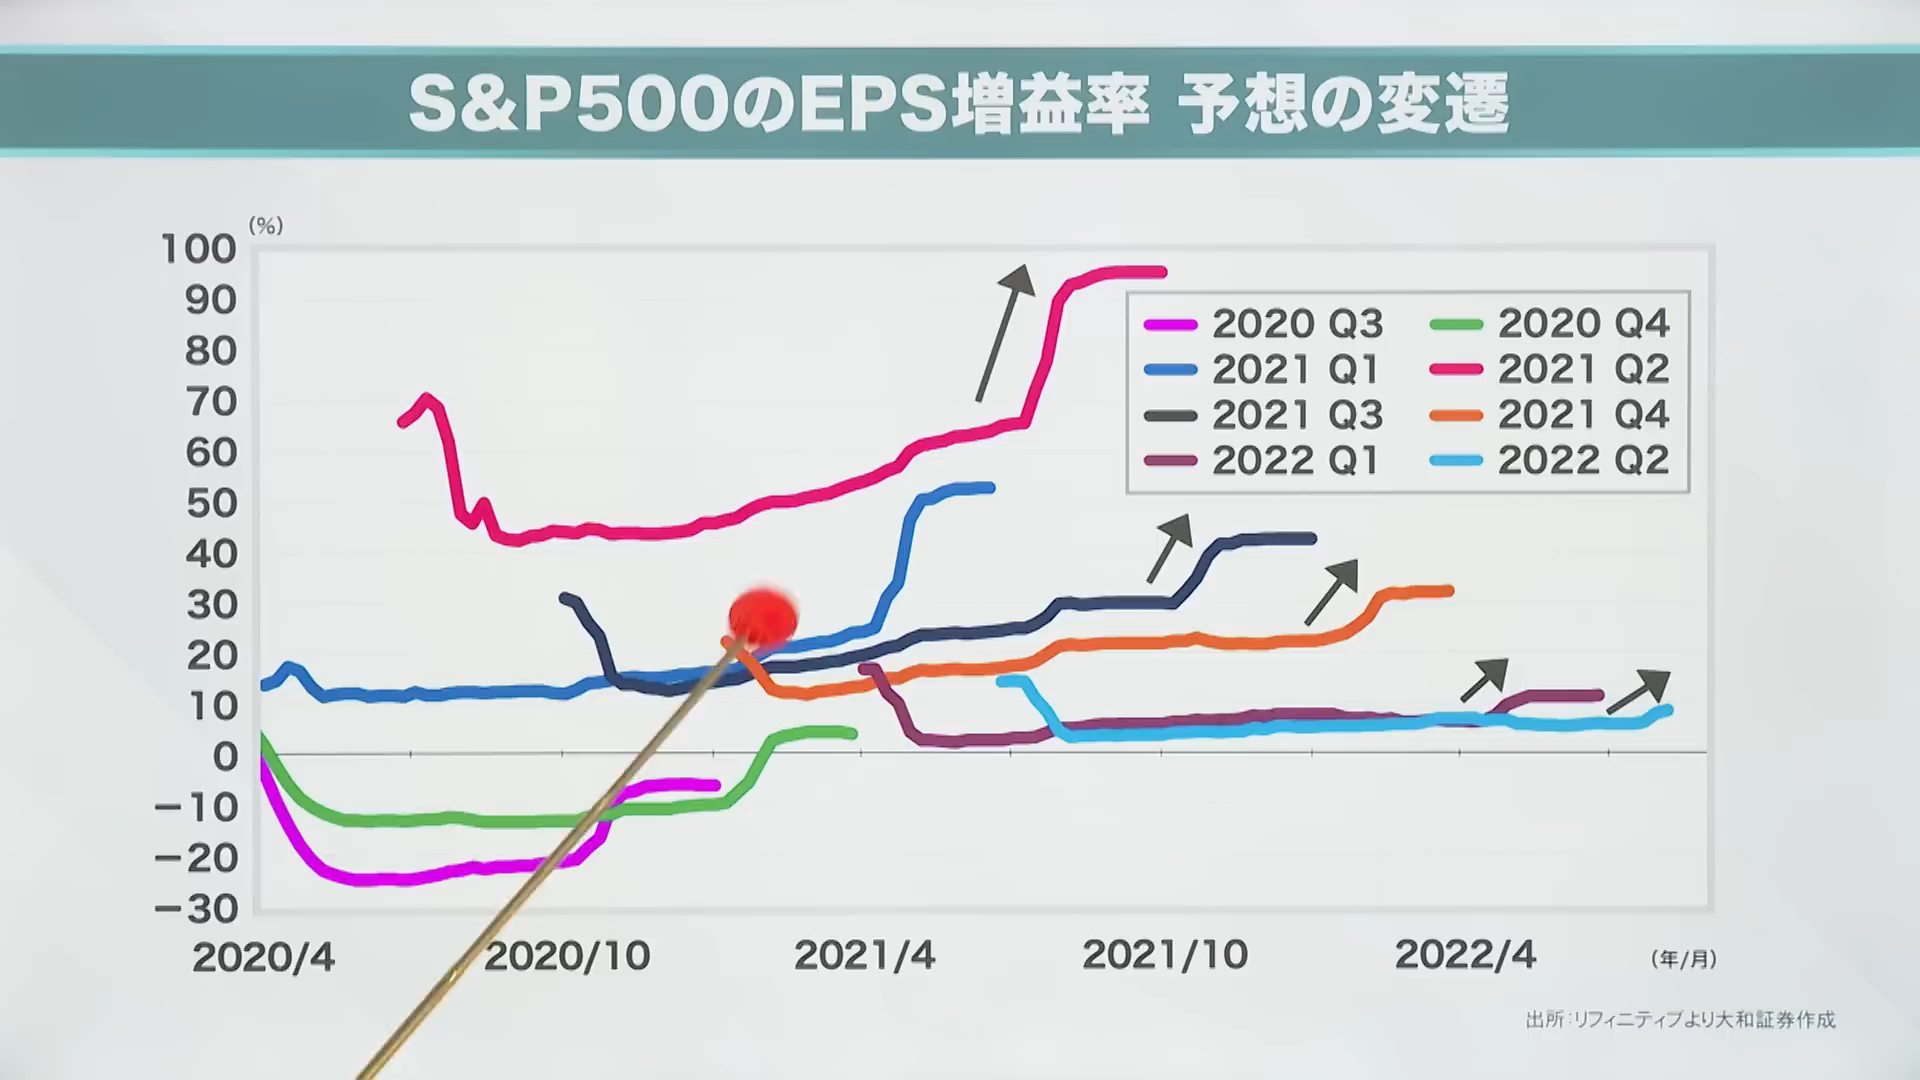 S&P500のEPS増益率 予想の変遷
(%)
100
90
80
70
60
50
40
30
20
10
0
−10
−20
−30
2020 Q3
2020 Q4
2021 Q1
2021 Q2
2021 Q3
2021 Q4
2022 Q1
2022 Q2
2020/4
2020/10
2021/4
2021/10
2022/4
(年/月)
出所:リフィニティブより大和証券作成